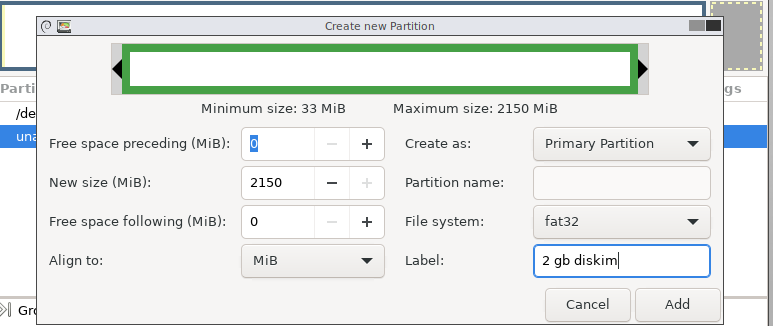 Create new Partition
Parti
gs
Minimum size: 33 MiB Maximum size: 2150 MiB
/de
una
Free space preceding (MiB): 0 Create as: Primary Partition
New size (MiB): 2150 Partition name:
Free space following (MiB): 0 File system: fat32
Align to: MiB Label: 2 gb diskim
Cancel Add
Gro